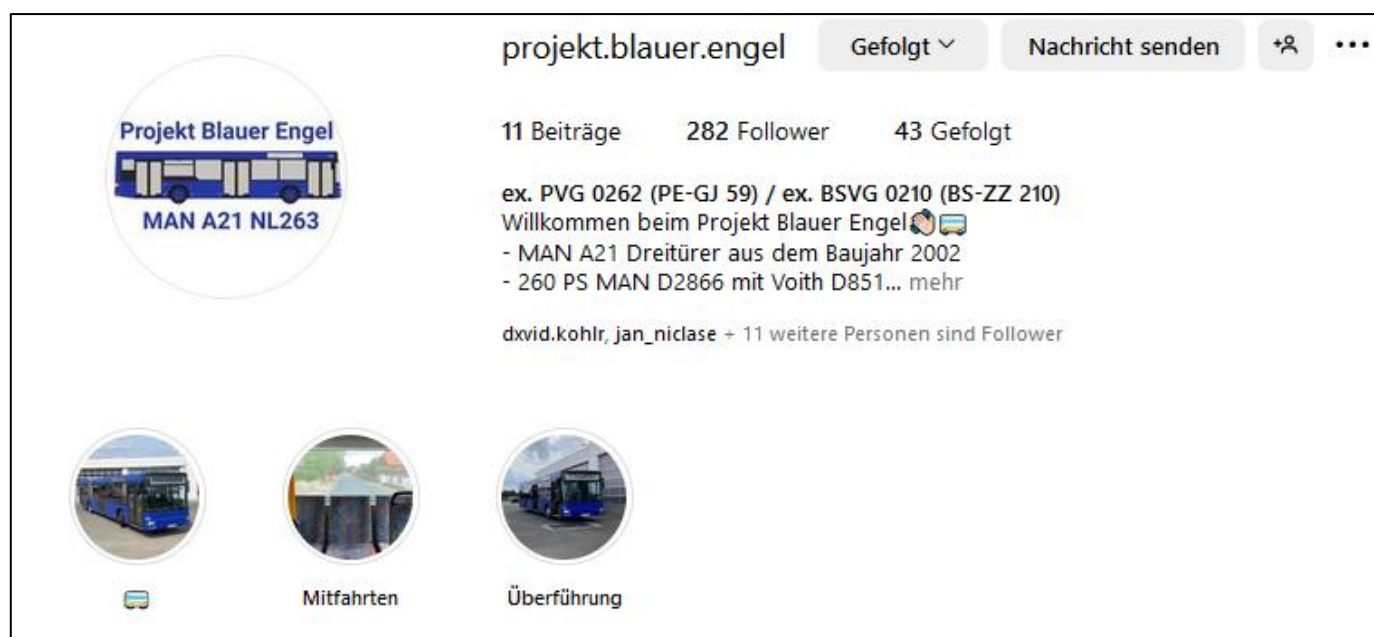 Projekt Blauer Engel
MAN A21 NL263
projekt.blauer.engel Gefolgt Nachricht senden
11 Beiträge 282 Follower 43 Gefolgt
ex. PVG 0262 (PE-GJ 59) / ex. BSVG 0210 (BS-ZZ 210)
Willkommen beim Projekt Blauer Engel👋🏻🚍
- MAN A21 Dreitürer aus dem Baujahr 2002
- 260 PS MAN D2866 mit Voith D851... mehr
dxvid.kohlr, jan_niclase + 11 weitere Personen sind Follower
Mitfahrten Überführung